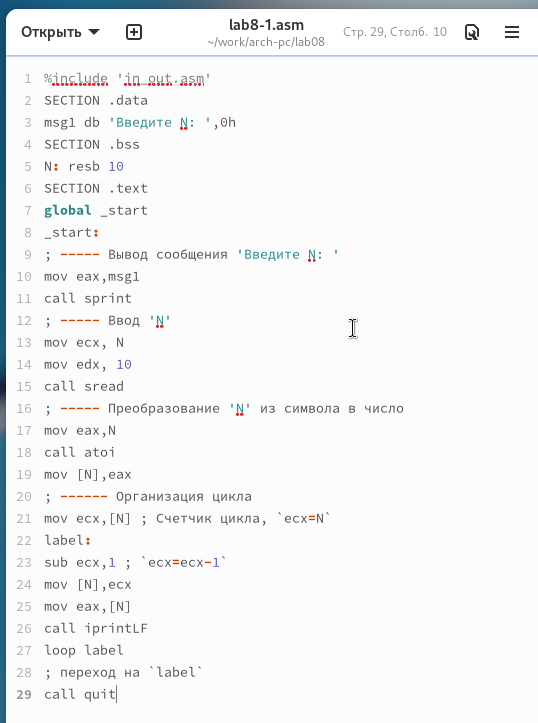 Открыть
lab8-1.asm
~/work/arch-pc/lab08
Стр. 29, Столб. 10
1 %include 'in_out.asm'
2 SECTION .data
3 msg1 db 'Введите N: ',0h
4 SECTION .bss
5 N: resb 10
6 SECTION .text
7 global _start
8 _start:
9 ; ----- Вывод сообщения 'Введите N: '
10 mov eax,msg1
11 call sprint
12 ; ----- Ввод 'N'
13 mov ecx, N
14 mov edx, 10
15 call sread
16 ; ----- Преобразование 'N' из символа в число
17 mov eax,N
18 call atoi
19 mov [N],eax
20 ; ------ Организация цикла
21 mov ecx,[N] ; Счетчик цикла, `ecx=N`
22 label:
23 sub ecx,1 ; `ecx=ecx-1`
24 mov [N],ecx
25 mov eax,[N]
26 call iprintLF
27 loop label
28 ; переход на `label`
29 call quit